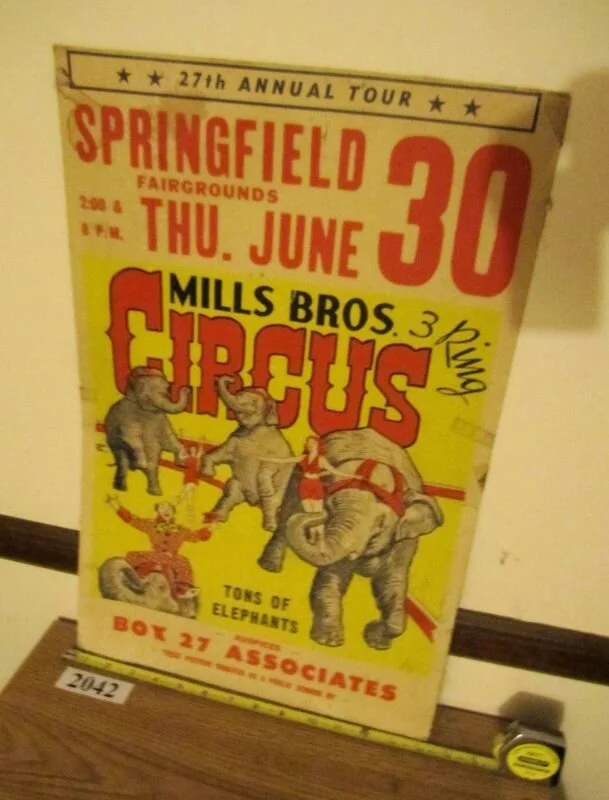 ★ ★ 27th ANNUAL TOUR ★ ★
SPRINGFIELD 30
FAIRGROUNDS
2:00 &
8 P.M.
THU. JUNE
MILLS BROS.
3 Ring
CIRCUS
TONS OF
ELEPHANTS
AUSPICES
BOX 27 ASSOCIATES
2042